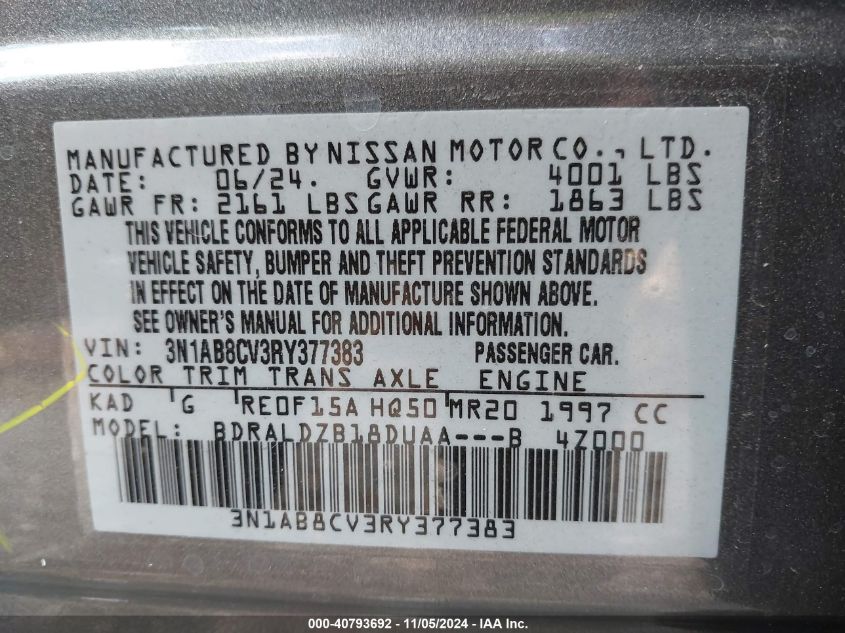 MANUFACTURED BY NISSAN MOTOR CO., LTD.
DATE: 06/24. GVWR: 4001 LBS
GAWR FR: 2161 LBS GAWR RR: 1863 LBS
THIS VEHICLE CONFORMS TO ALL APPLICABLE FEDERAL MOTOR
VEHICLE SAFETY, BUMPER AND THEFT PREVENTION STANDARDS
IN EFFECT ON THE DATE OF MANUFACTURE SHOWN ABOVE.
SEE OWNER'S MANUAL FOR ADDITIONAL INFORMATION.
VIN: 3N1AB8CV3RY377383 PASSENGER CAR.
COLOR TRIM TRANS AXLE ENGINE
KAD G RE0F15A HQ50 MR20 1997 CC
MODEL: BDRALDZB18DUAA---B 4Z000
3N1AB8CV3RY377383
000-40793692 - 11/05/2024 - IAA Inc.